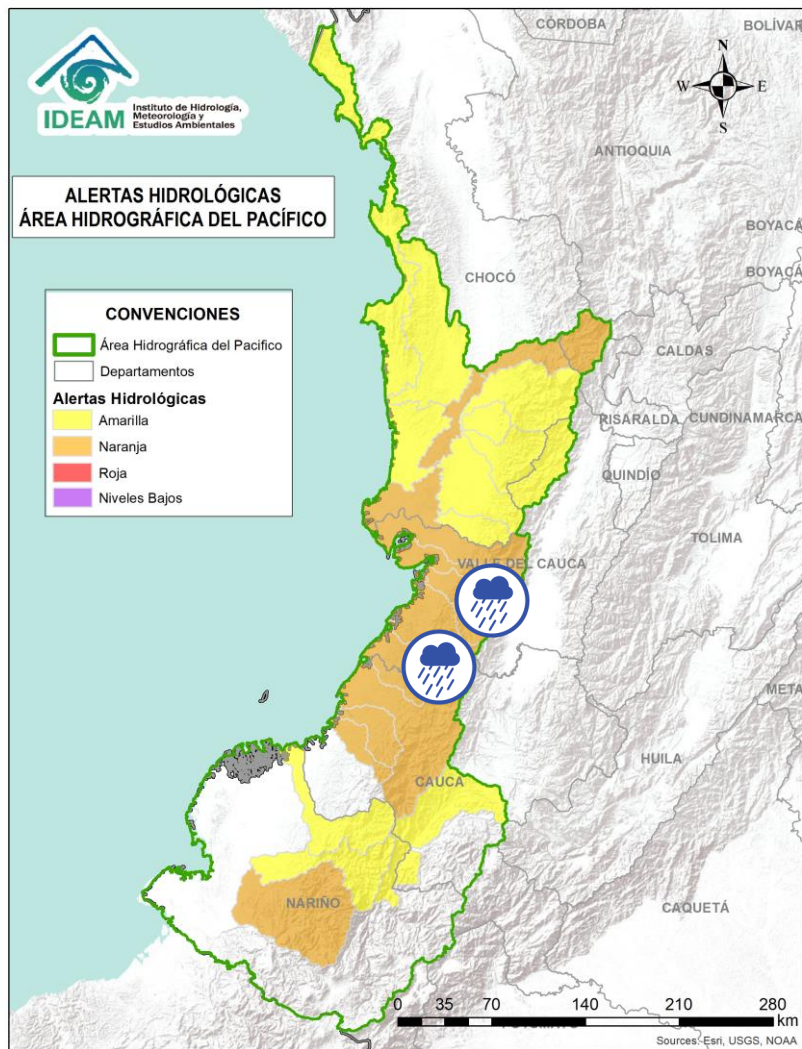 CÓRDOBA
BOLÍVAR
IDEAM
Instituto de Hidrología,
Meteorología y
Estudios Ambientales
N
W E
S
ANTIOQUIA
ALERTAS HIDROLÓGICAS
ÁREA HIDROGRÁFICA DEL PACÍFICO
BOYACÁ
BOYACÁ
CHOCÓ
CONVENCIONES
Área Hidrográfica del Pacifico
Departamentos
Alertas Hidrológicas
Amarilla
Naranja
Roja
Niveles Bajos
CALDAS
RISARALDA
CUNDINAMARCA
QUINDÍO
TOLIMA
VALLE DEL CAUCA
META
HUILA
CAUCA
NARIÑO
CAQUETÁ
0 35 70 140 210 280
km
Sources: Esri, USGS, NOAA